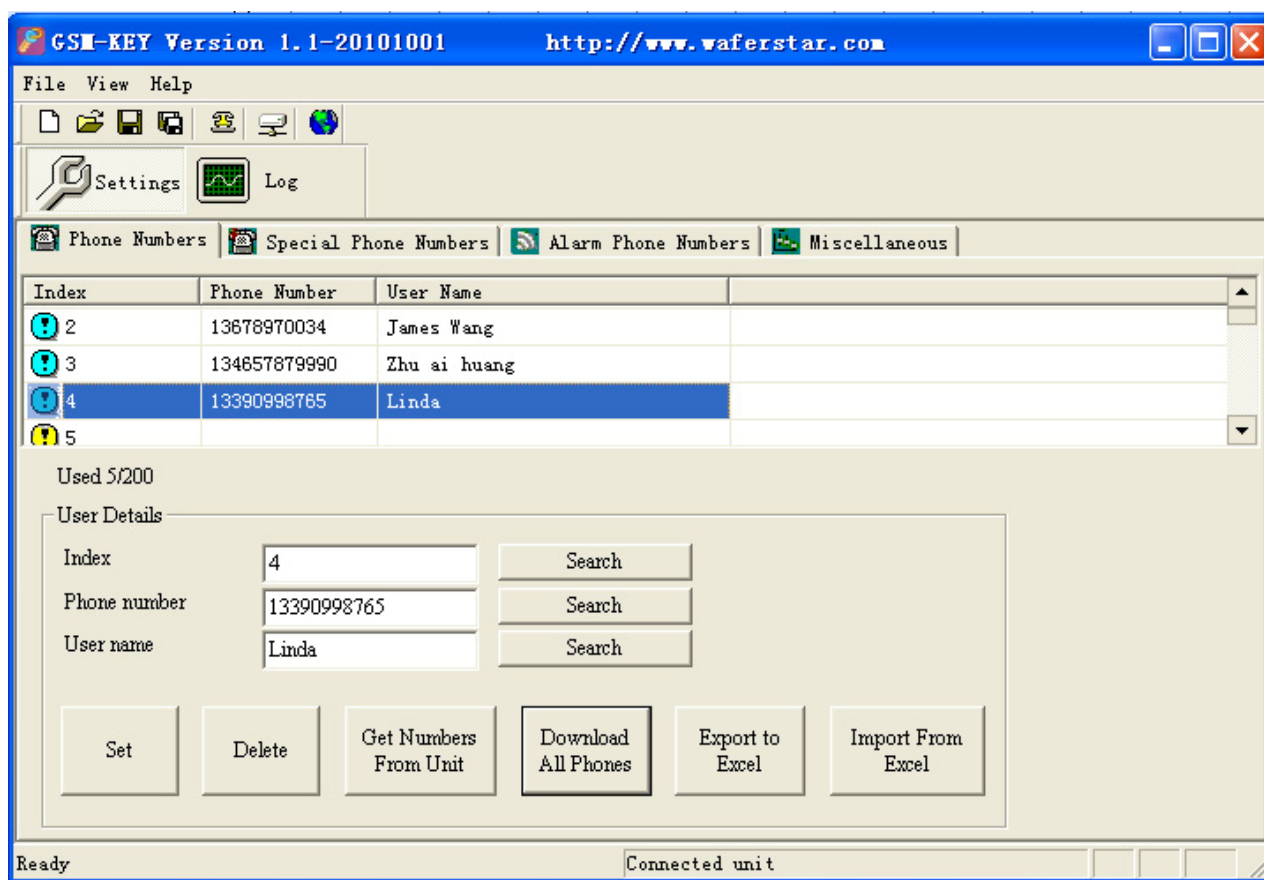 GSM-KEY Version 1.1-20101001 http://www.waferstar.com
File View Help
Settings Log
Phone Numbers Special Phone Numbers Alarm Phone Numbers Miscellaneous
Index Phone Number User Name
2 13678970034 James Wang
3 134657879990 Zhu ai huang
4 13390998765 Linda
5
Used 5/200
User Details
Index 4 Search
Phone number 13390998765 Search
User name Linda Search
Set Delete Get Numbers From Unit Download All Phones Export to Excel Import From Excel
Ready Connected unit